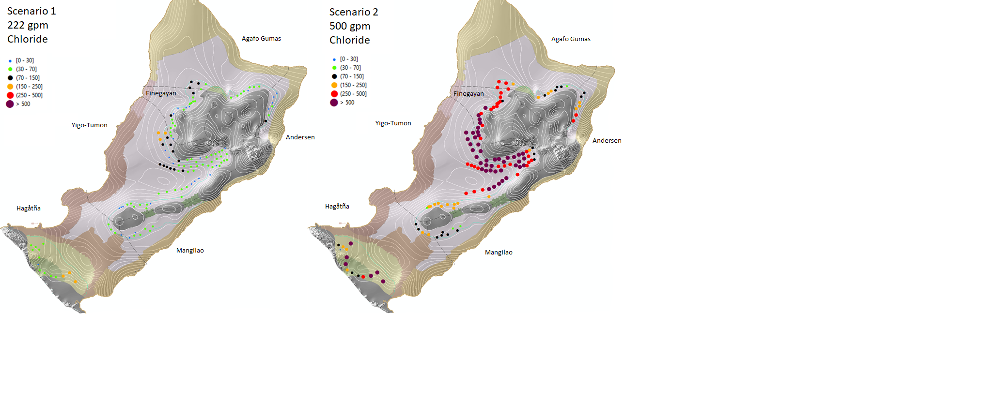 Scenario 1
222 gpm
Chloride
[0 - 30]
(30 - 70]
(70 - 150]
(150 - 250]
(250 - 500]
> 500
Agafo Gumas
Finegayan
Yigo-Tumon
Andersen
Hagåtña
Mangilao
Scenario 2
500 gpm
Chloride
[0 - 30]
(30 - 70]
(70 - 150]
(150 - 250]
(250 - 500]
> 500
Agafo Gumas
Finegayan
Yigo-Tumon
Andersen
Hagåtña
Mangilao